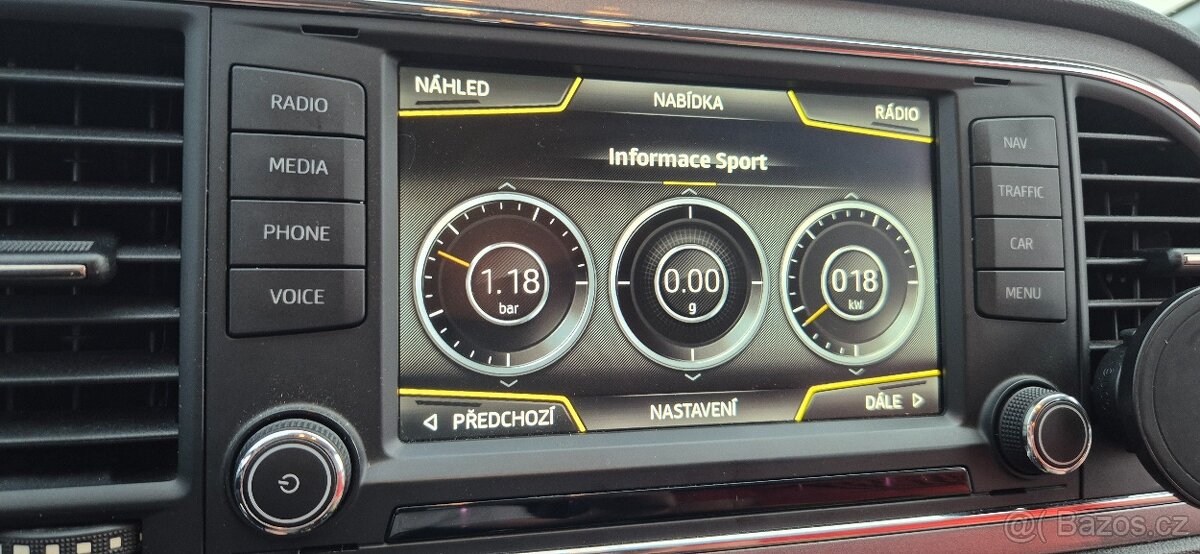 RADIO
MEDIA
PHONE
VOICE
NÁHLED
NABÍDKA
RÁDIO
Informace Sport
1.18
bar
0.00
g
018
kW
PŘEDCHOZÍ
NASTAVENÍ
DÁLE
NAV
TRAFFIC
CAR
MENU
Bazos.cz